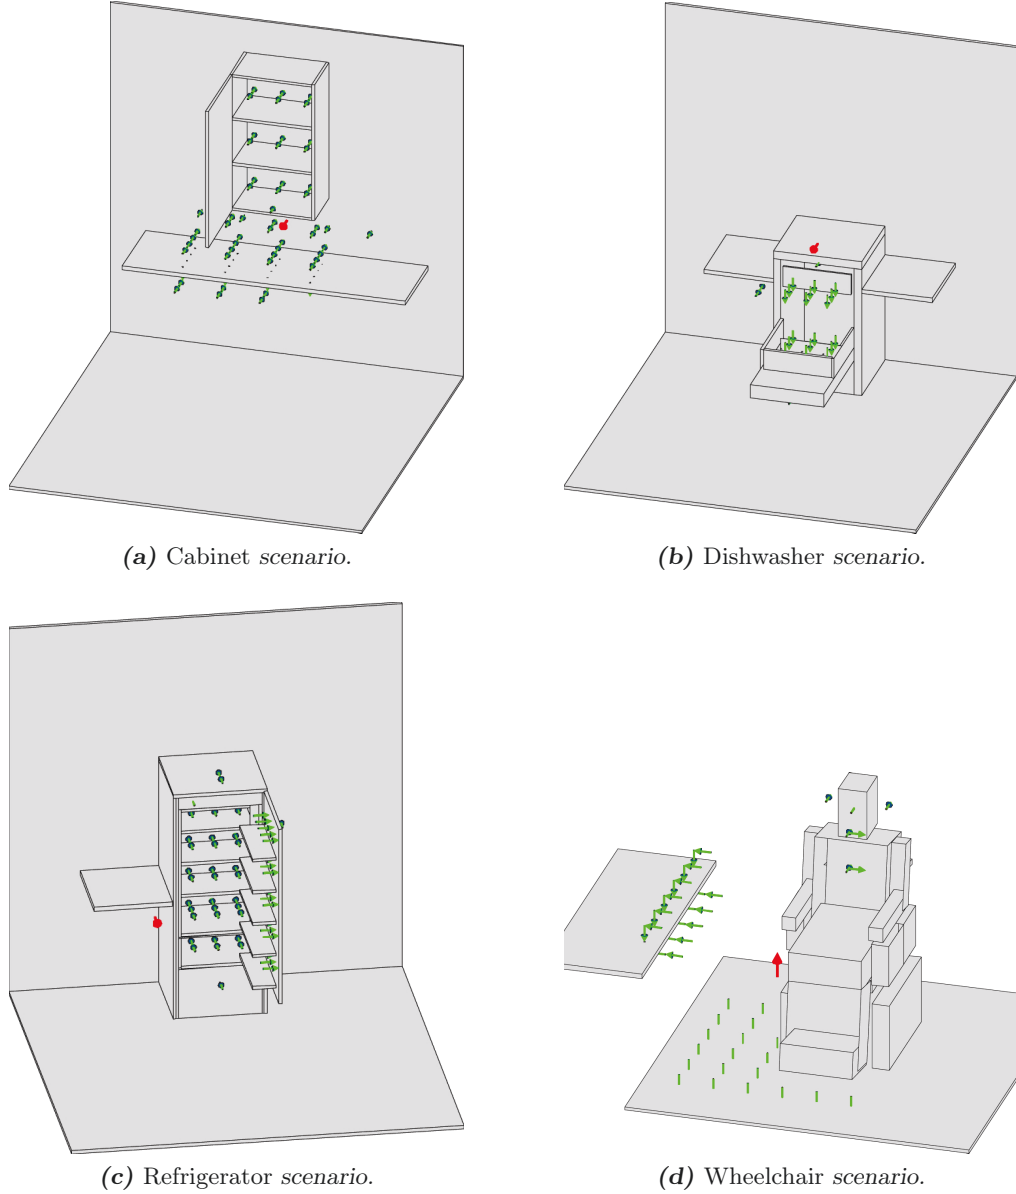 (a) Cabinet scenario.
(b) Dishwasher scenario.
(c) Refrigerator scenario.
(d) Wheelchair scenario.